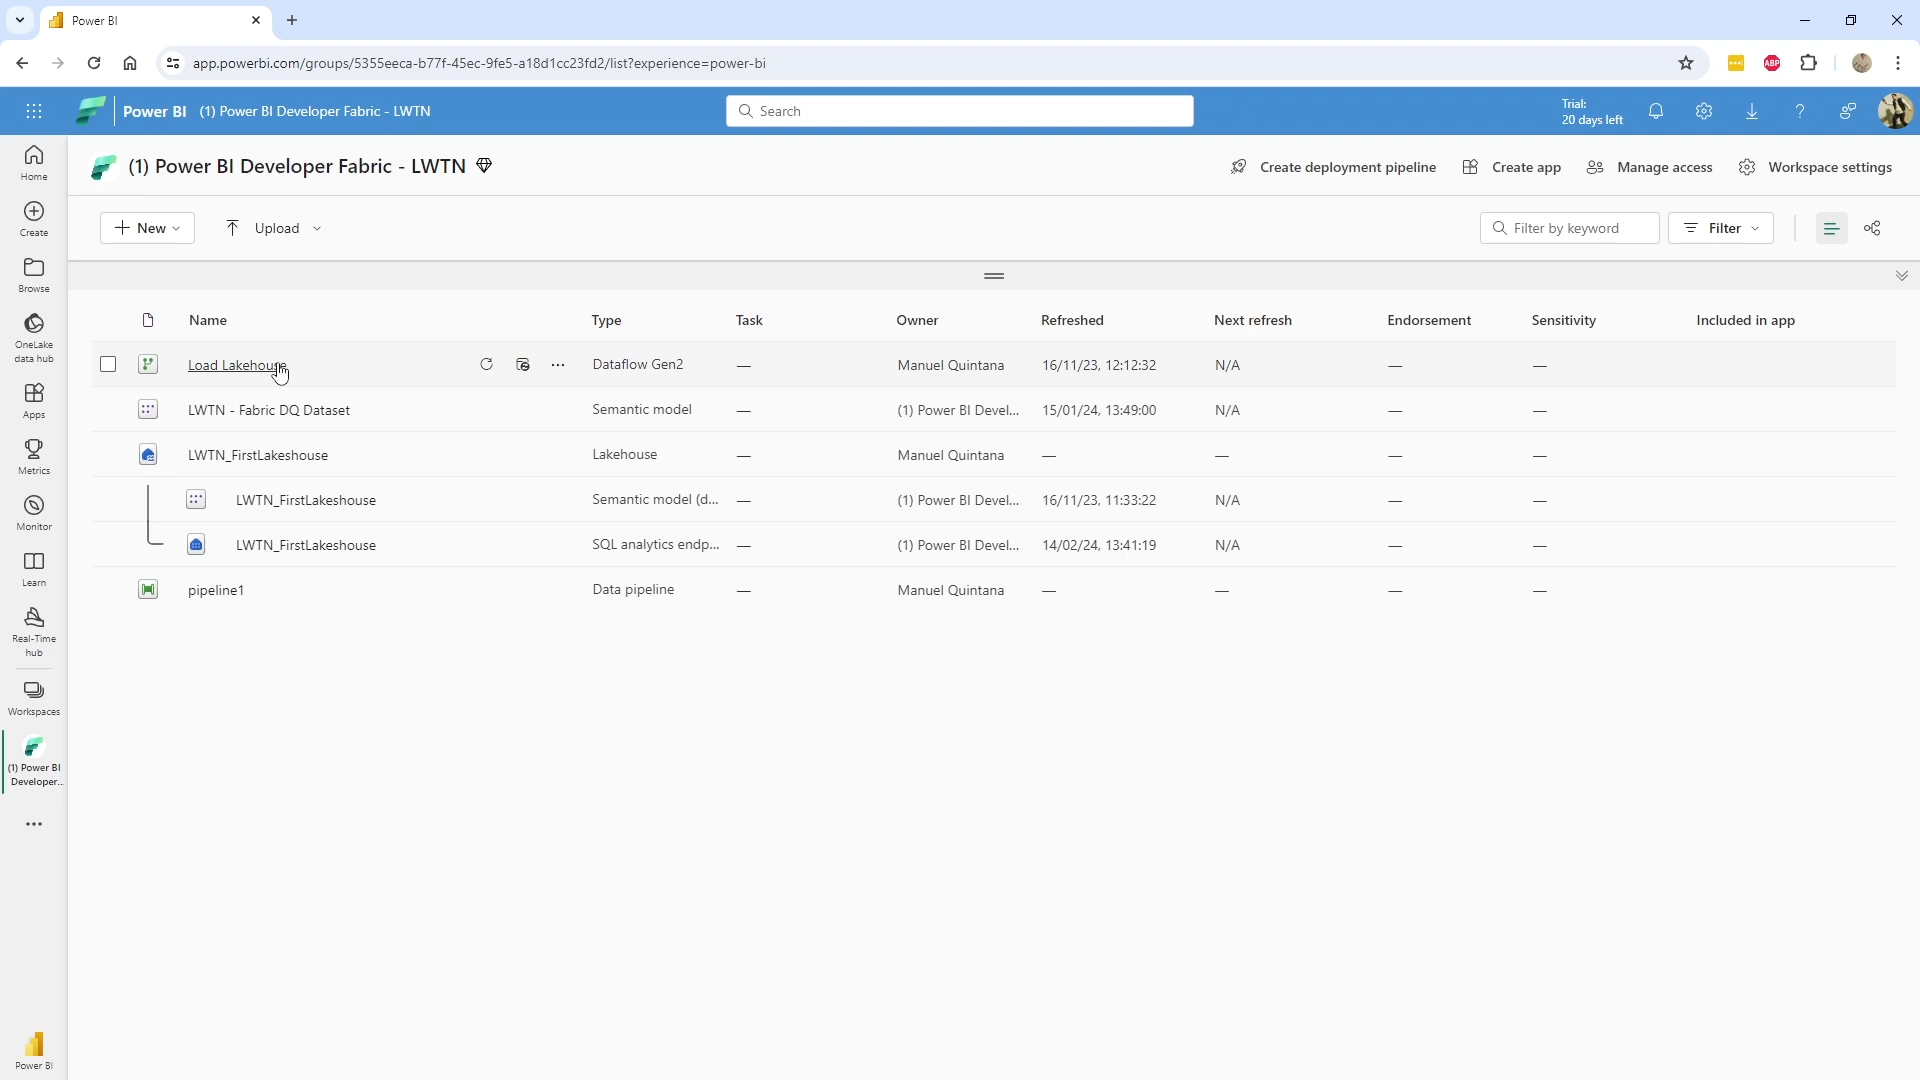 Power BI
app.powerbi.com/groups/5355eeca-b77f-45ec-9fe5-a18d1cc23fd2/list?experience=power-bi
ABP
Power BI (1) Power BI Developer Fabric - LWTN
Search
Trial:
20 days left
Home
Create
Browse
OneLake
data hub
Apps
Metrics
Monitor
Learn
Real-Time
hub
Workspaces
(1) Power BI
Developer...
Power BI
(1) Power BI Developer Fabric - LWTN
Create deployment pipeline Create app Manage access Workspace settings
New Upload Filter by keyword Filter
Name Type Task Owner Refreshed Next refresh Endorsement Sensitivity Included in app
Load Lakehouse ... Dataflow Gen2 — Manuel Quintana 16/11/23, 12:12:32 N/A — —
LWTN - Fabric DQ Dataset Semantic model — (1) Power BI Devel... 15/01/24, 13:49:00 N/A — —
LWTN_FirstLakeshouse Lakehouse — Manuel Quintana — — — —
LWTN_FirstLakeshouse Semantic model (d... — (1) Power BI Devel... 16/11/23, 11:33:22 N/A — —
LWTN_FirstLakeshouse SQL analytics endp... — (1) Power BI Devel... 14/02/24, 13:41:19 N/A — —
pipeline1 Data pipeline — Manuel Quintana — — — —